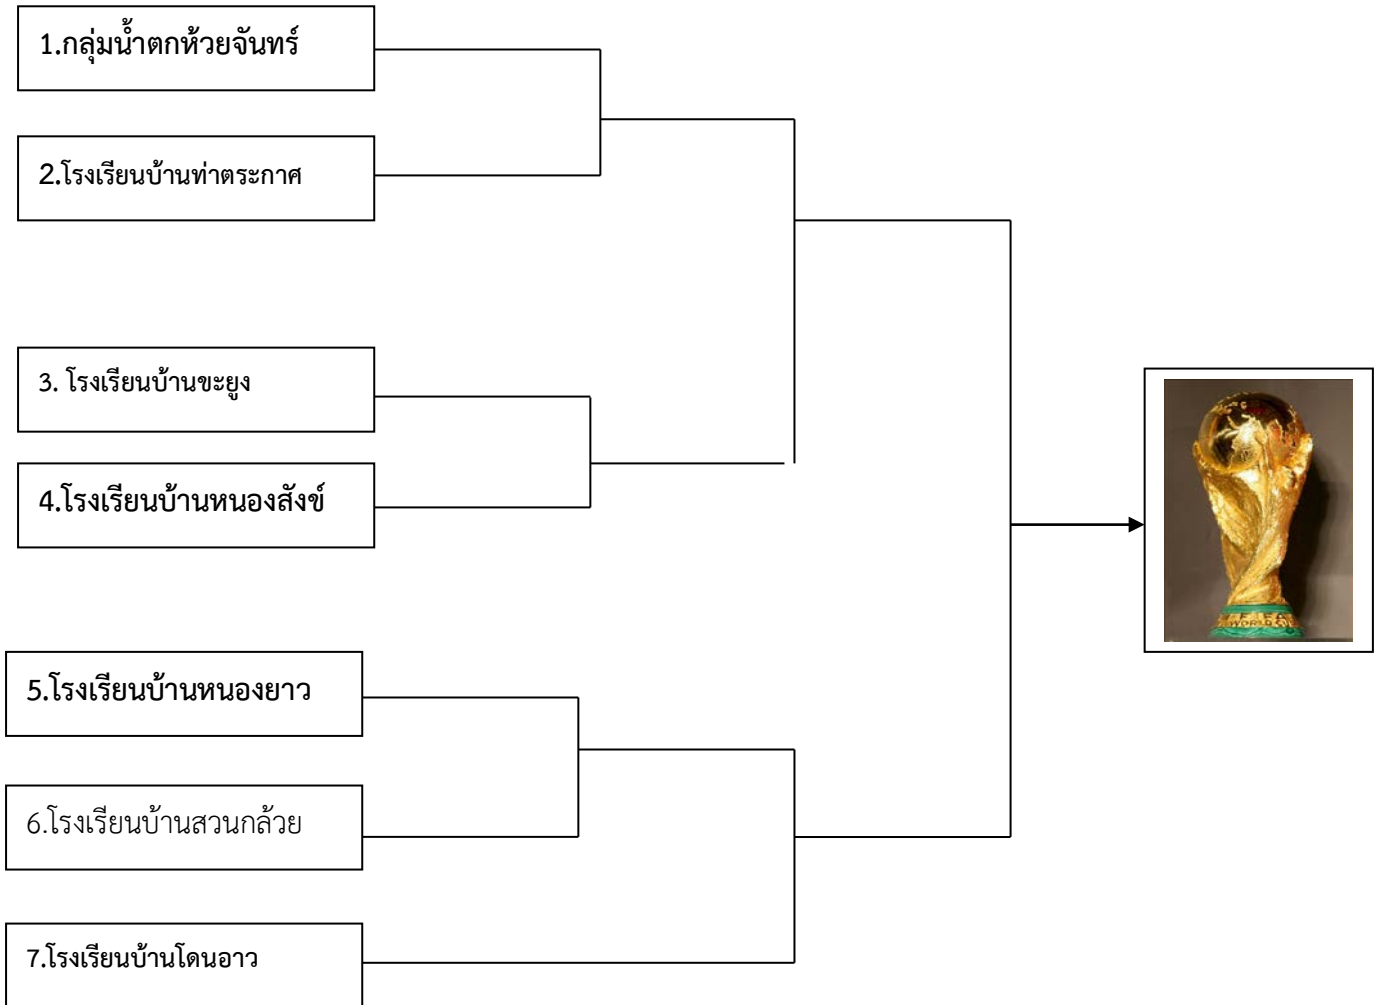 1.กลุ่มน้ำตกห้วยจันทร์
2.โรงเรียนบ้านท่าตระกาศ
3. โรงเรียนบ้านขะยูง
4.โรงเรียนบ้านหนองสังข์
5.โรงเรียนบ้านหนองยาว
6.โรงเรียนบ้านสวนกล้วย
7.โรงเรียนบ้านโดนอาว